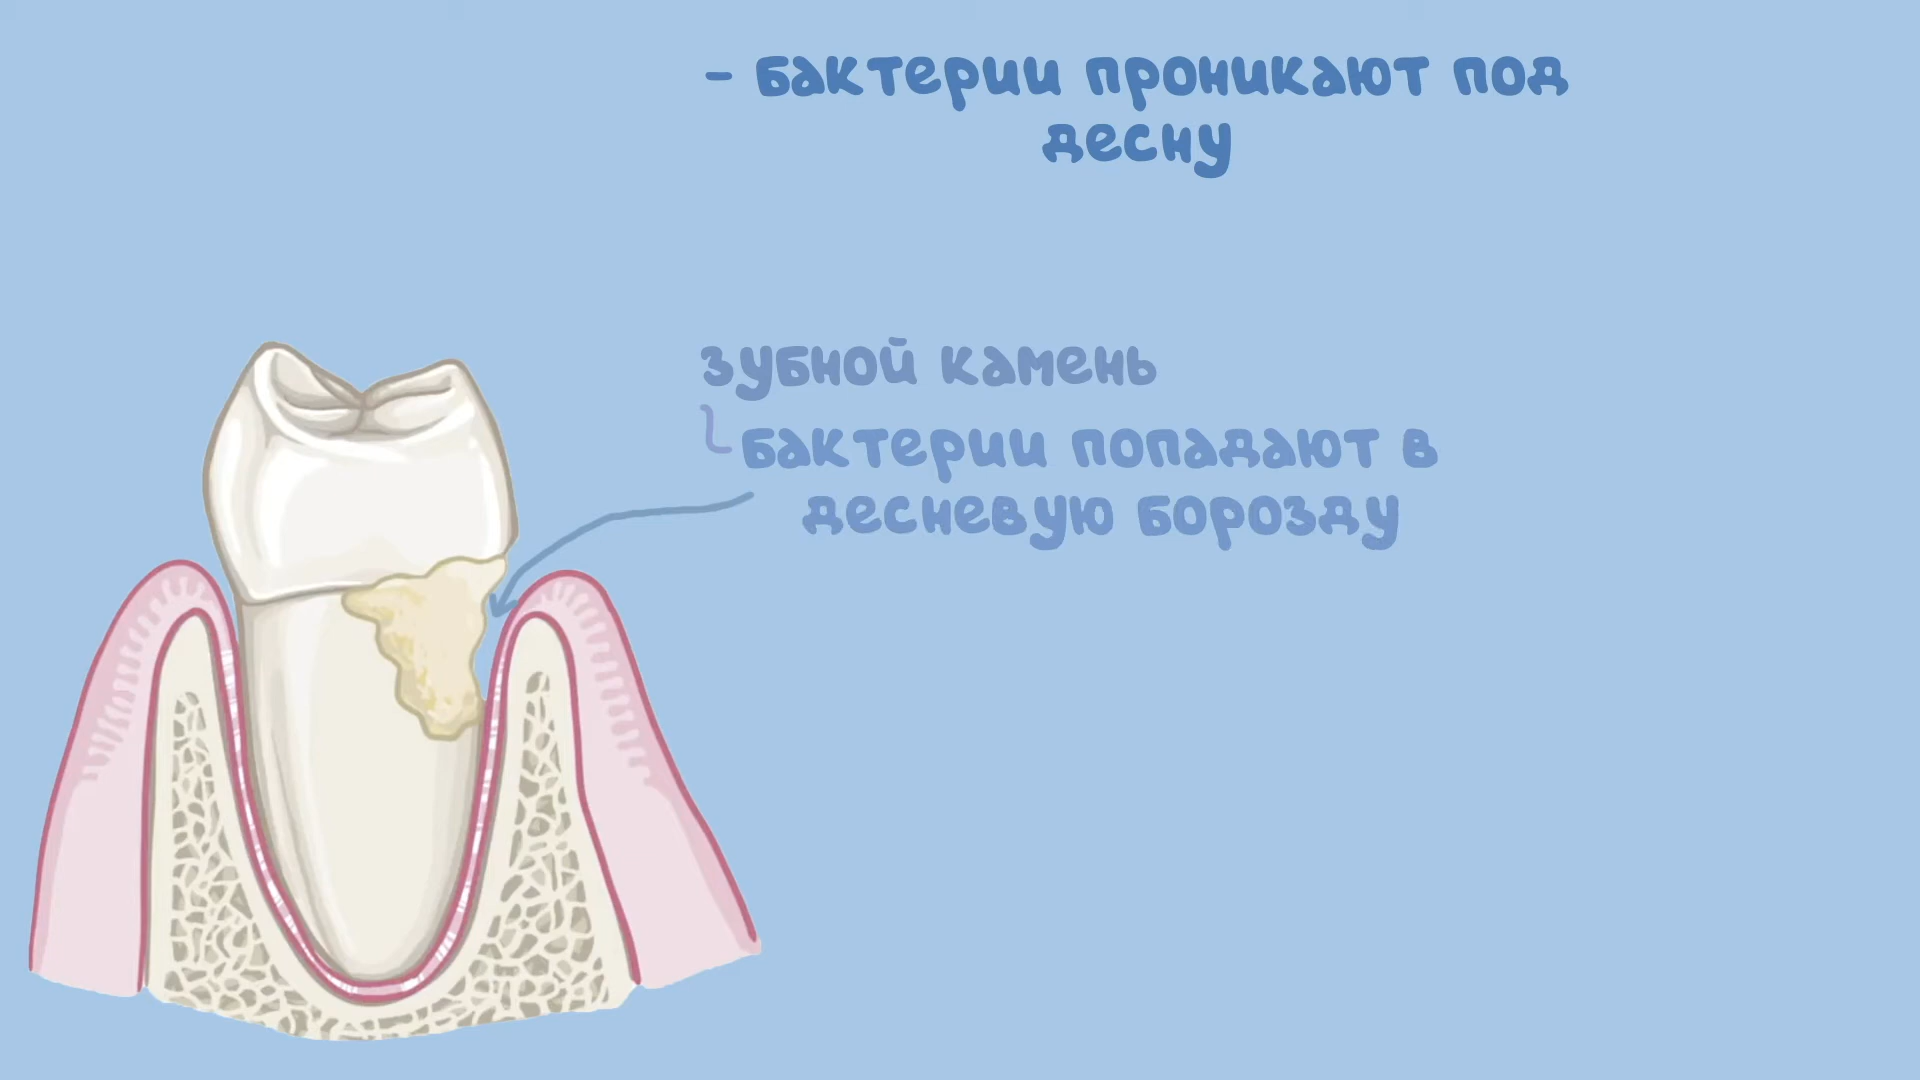 - бактерии проникают под
десну
зубной камень
бактерии попадают в
десневую борозду